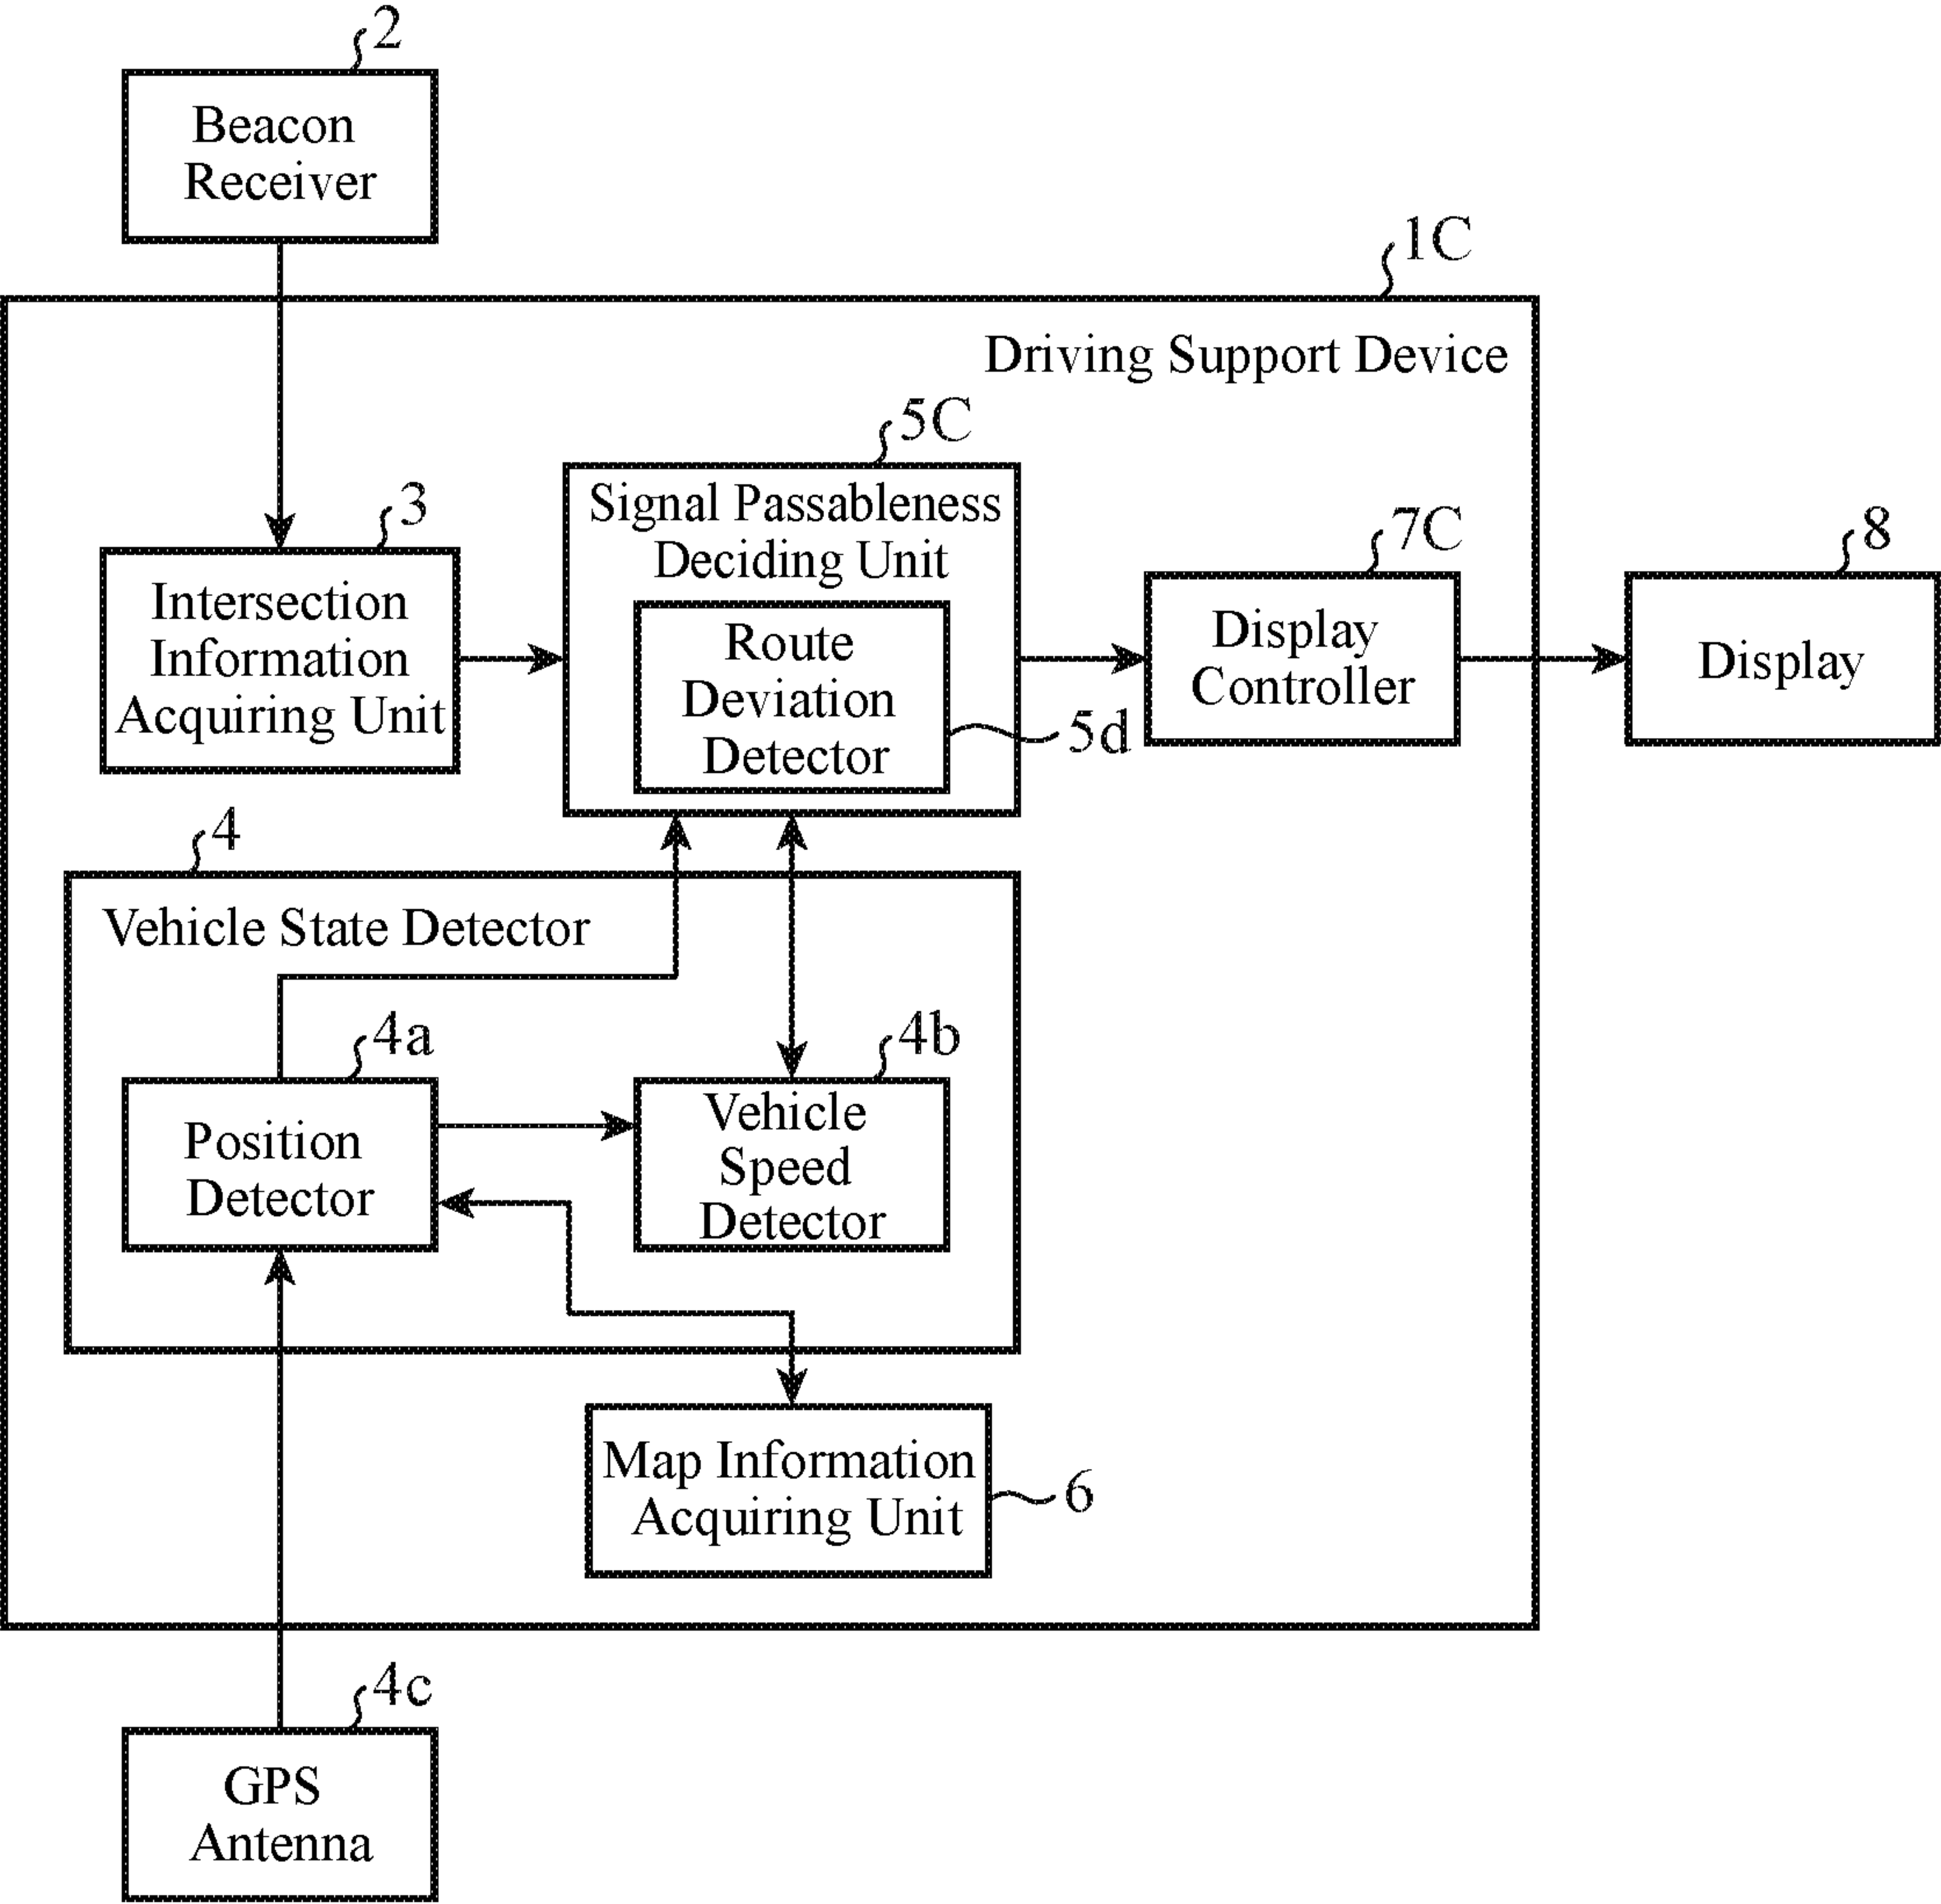 2
Beacon
Receiver
1C
Driving Support Device
5C
Signal Passableness
Deciding Unit
3
Intersection
Information
Acquiring Unit
Route
Deviation
Detector
5d
7C
Display
Controller
8
Display
4
Vehicle State Detector
4a
Position
Detector
4b
Vehicle
Speed
Detector
Map Information
Acquiring Unit
6
4c
GPS
Antenna